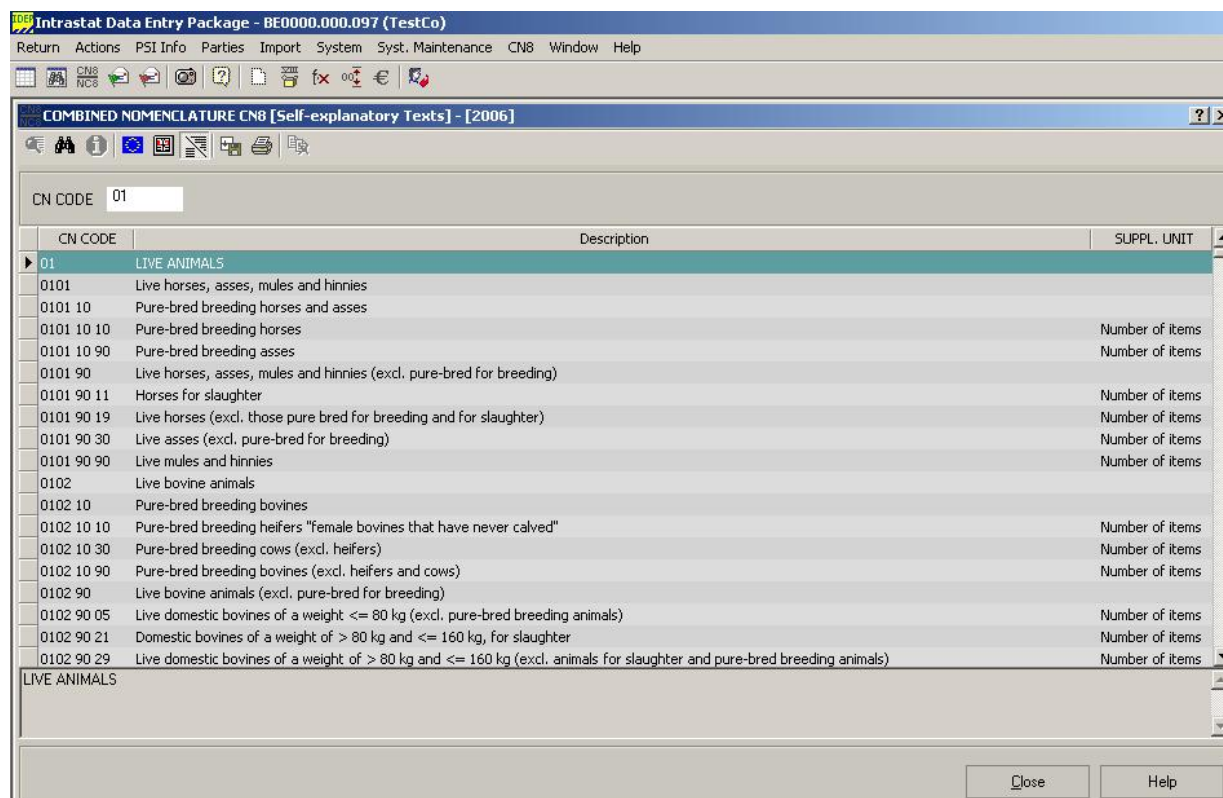 IDEP Intrastat Data Entry Package - BE0000.000.097 (TestCo)
Return Actions PSI Info Parties Import System Syst. Maintenance CN8 Window Help
CN8 NC8
COMBINED NOMENCLATURE CN8 [Self-explanatory Texts] - [2006]
CN CODE 01
CN CODE Description SUPPL. UNIT
01 LIVE ANIMALS
0101 Live horses, asses, mules and hinnies
0101 10 Pure-bred breeding horses and asses
0101 10 10 Pure-bred breeding horses Number of items
0101 10 90 Pure-bred breeding asses Number of items
0101 90 Live horses, asses, mules and hinnies (excl. pure-bred for breeding)
0101 90 11 Horses for slaughter Number of items
0101 90 19 Live horses (excl. those pure bred for breeding and for slaughter) Number of items
0101 90 30 Live asses (excl. pure-bred for breeding) Number of items
0101 90 90 Live mules and hinnies Number of items
0102 Live bovine animals
0102 10 Pure-bred breeding bovines
0102 10 10 Pure-bred breeding heifers "female bovines that have never calved" Number of items
0102 10 30 Pure-bred breeding cows (excl. heifers) Number of items
0102 10 90 Pure-bred breeding bovines (excl. heifers and cows) Number of items
0102 90 Live bovine animals (excl. pure-bred for breeding)
0102 90 05 Live domestic bovines of a weight <= 80 kg (excl. pure-bred breeding animals) Number of items
0102 90 21 Domestic bovines of a weight of > 80 kg and <= 160 kg, for slaughter Number of items
0102 90 29 Live domestic bovines of a weight of > 80 kg and <= 160 kg (excl. animals for slaughter and pure-bred breeding animals) Number of items
LIVE ANIMALS
Close Help